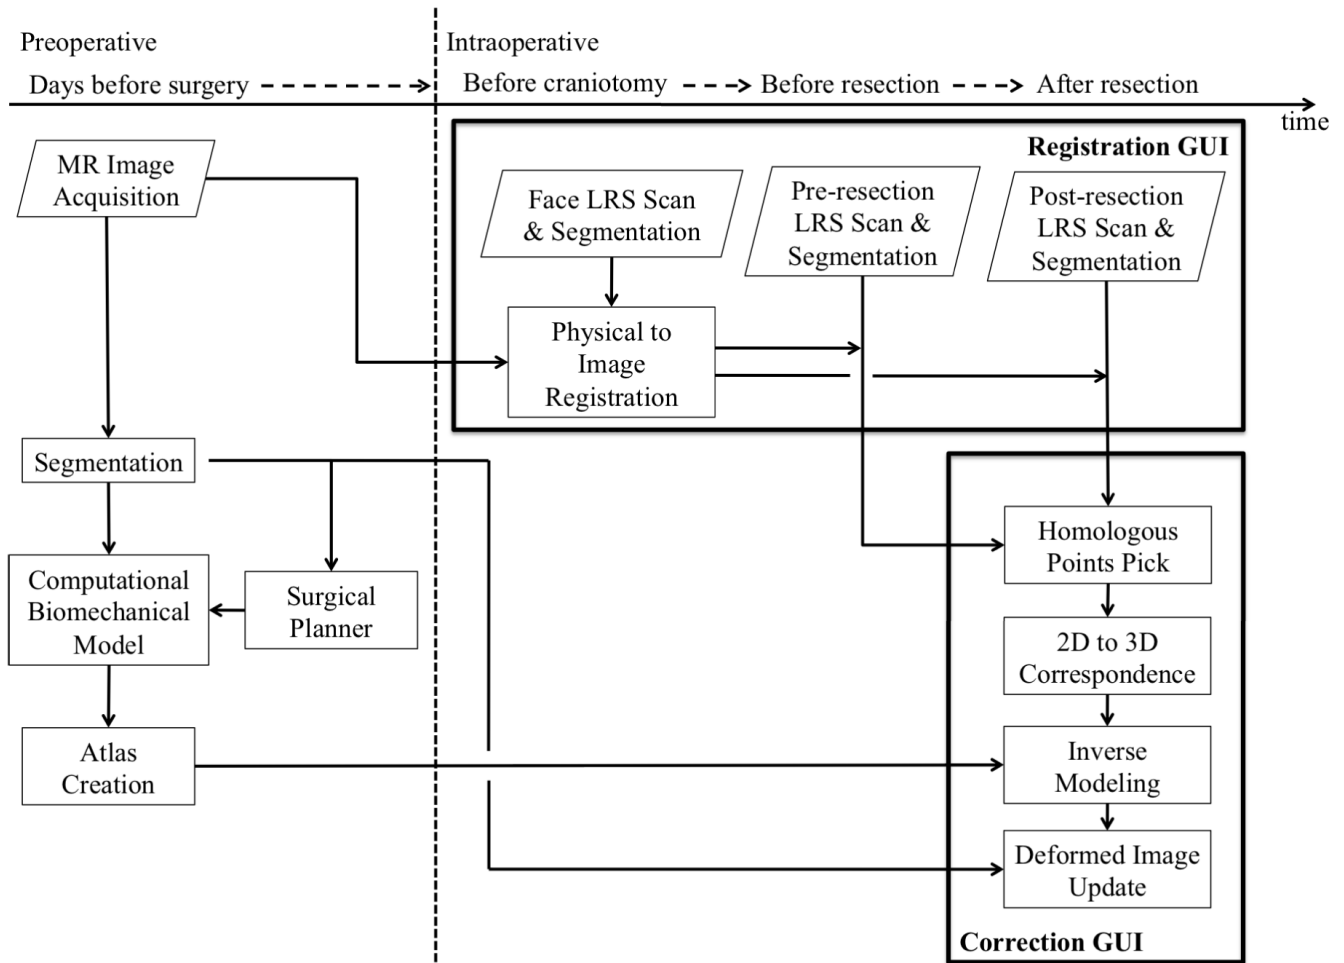 Preoperative
Intraoperative
Days before surgery
Before craniotomy
Before resection
After resection
time
Registration GUI
MR Image
Acquisition
Face LRS Scan
& Segmentation
Pre-resection
LRS Scan &
Segmentation
Post-resection
LRS Scan &
Segmentation
Physical to
Image
Registration
Segmentation
Computational
Biomechanical
Model
Surgical
Planner
Atlas
Creation
Homologous
Points Pick
2D to 3D
Correspondence
Inverse
Modeling
Deformed Image
Update
Correction GUI